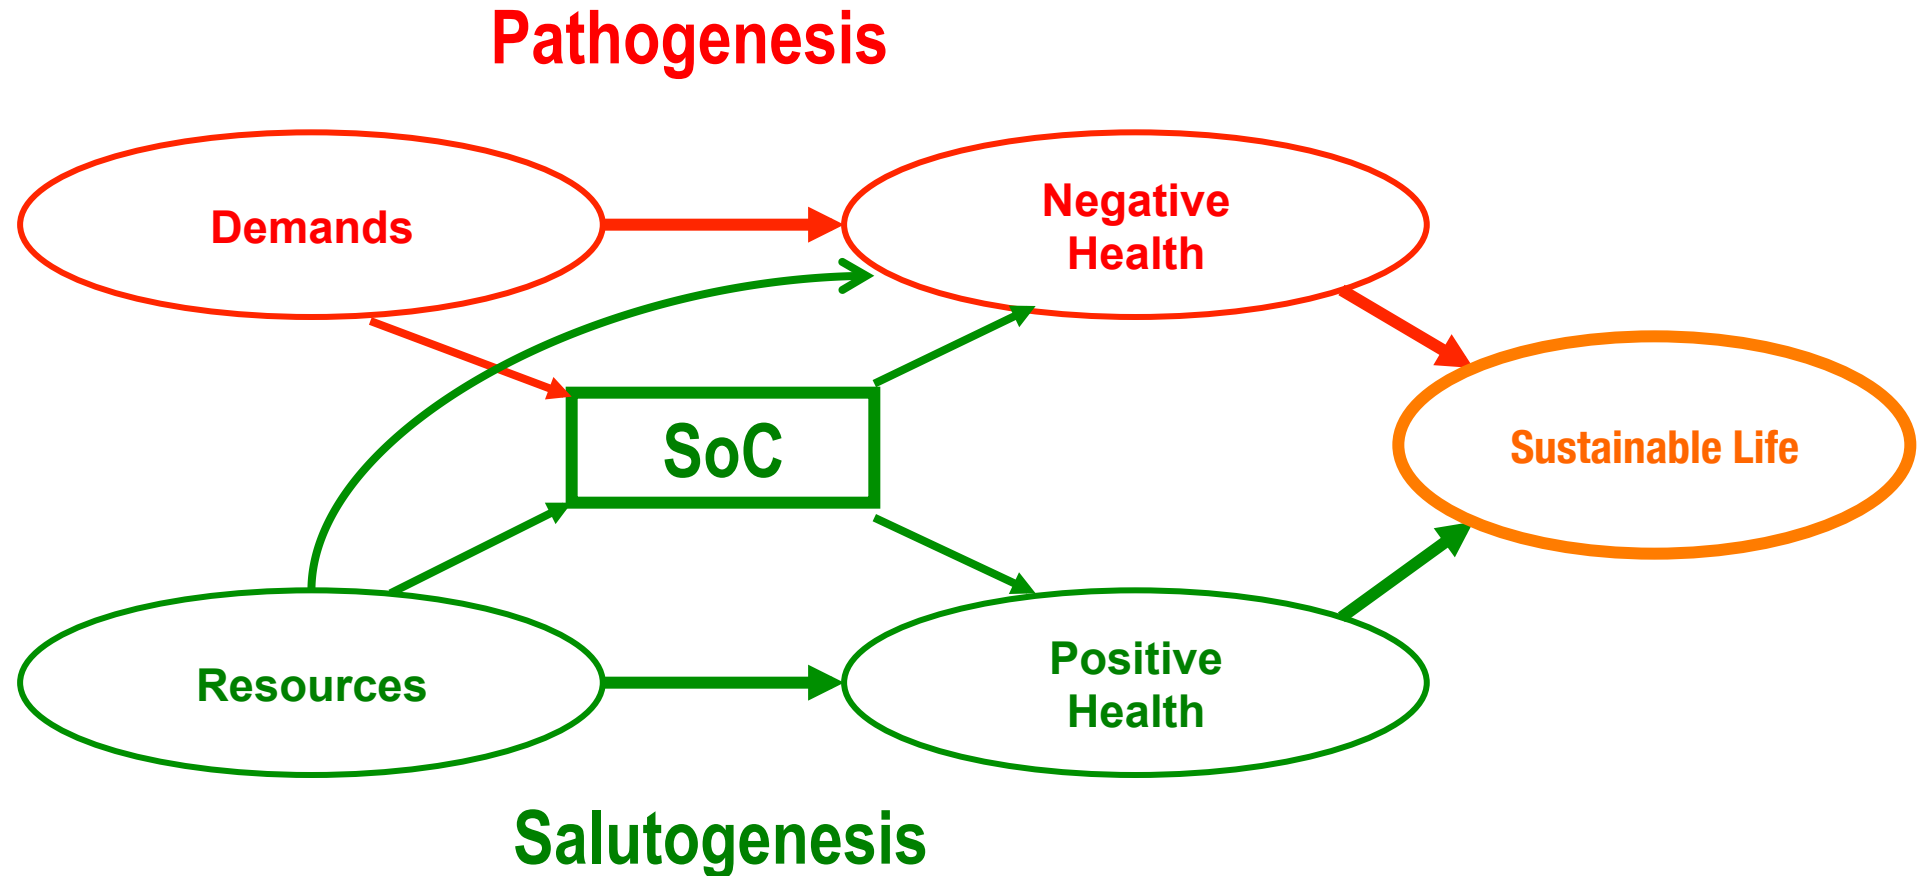 Pathogenesis
Demands
Negative
Health
SoC
Sustainable Life
Resources
Positive
Health
Salutogenesis